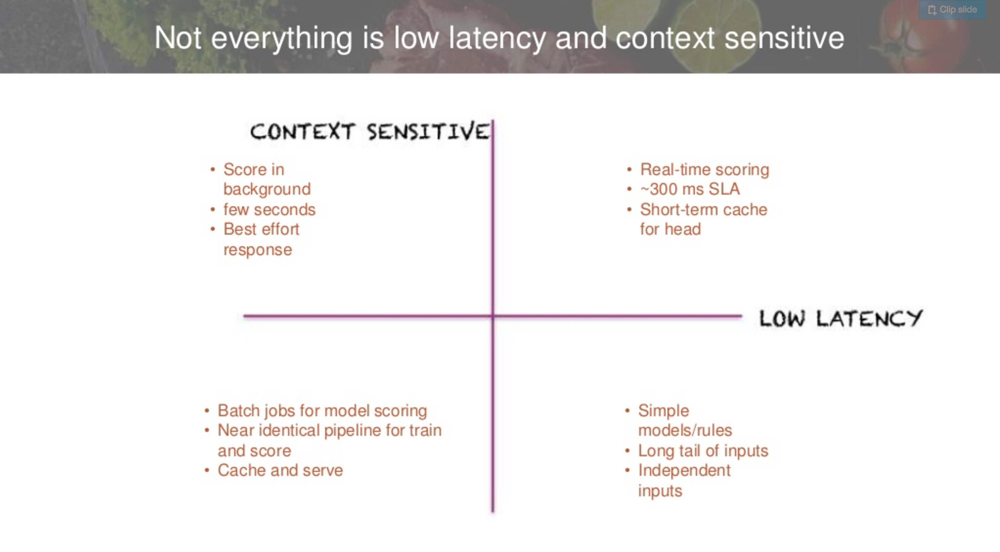 Clip slide
Not everything is low latency and context sensitive
CONTEXT SENSITIVE
• Score in
background
• few seconds
• Best effort
response
• Real-time scoring
• ~300 ms SLA
• Short-term cache
for head
LOW LATENCY
• Batch jobs for model scoring
• Near identical pipeline for train
and score
• Cache and serve
• Simple
models/rules
• Long tail of inputs
• Independent
inputs